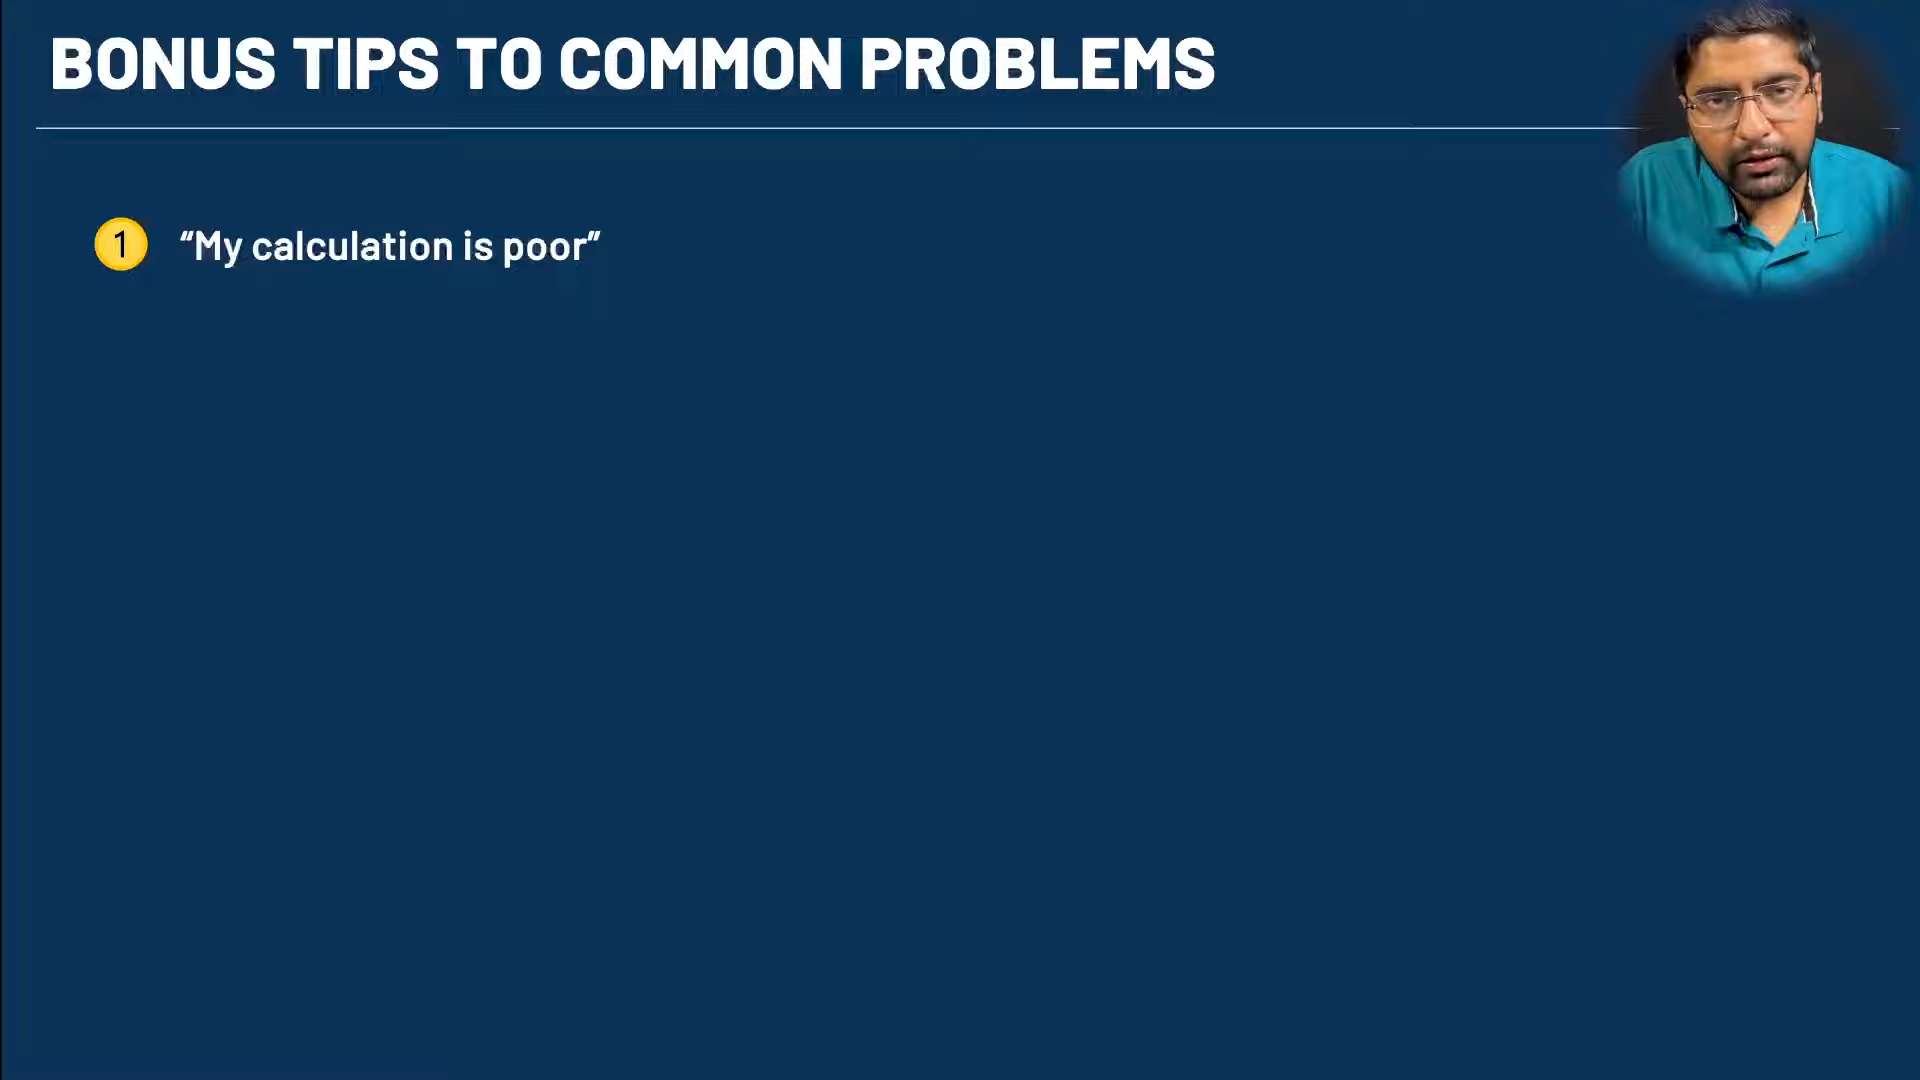 BONUS TIPS TO COMMON PROBLEMS
1 “My calculation is poor”